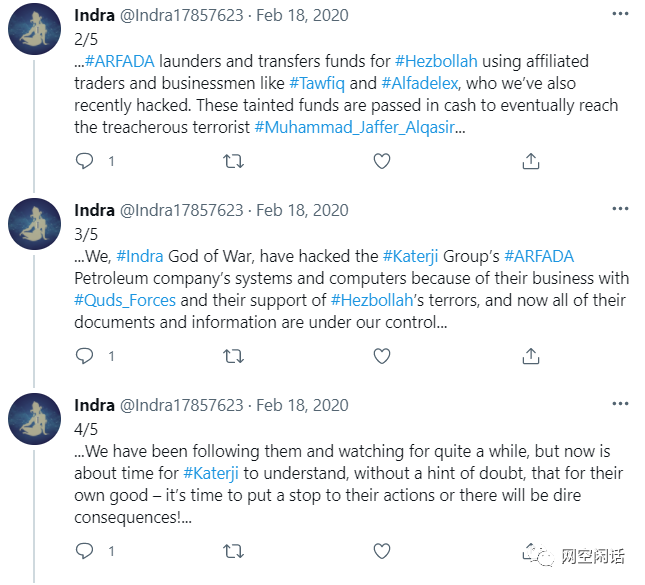 Indra @Indra17857623 · Feb 18, 2020
2/5
...#ARFADA launders and transfers funds for #Hezbollah using affiliated
traders and businessmen like #Tawfiq and #Alfadelex, who we've also
recently hacked. These tainted funds are passed in cash to eventually reach
the treacherous terrorist #Muhammad_Jaffer_Alqasir...
1
Indra @Indra17857623 · Feb 18, 2020
3/5
...We, #Indra God of War, have hacked the #Katerji Group's #ARFADA
Petroleum company's systems and computers because of their business with
#Quds_Forces and their support of #Hezbollah's terrors, and now all of their
documents and information are under our control...
1
Indra @Indra17857623 · Feb 18, 2020
4/5
...We have been following them and watching for quite a while, but now is
about time for #Katerji to understand, without a hint of doubt, that for their
own good – it's time to put a stop to their actions or there will be dire
consequences!...
1
网空闲话